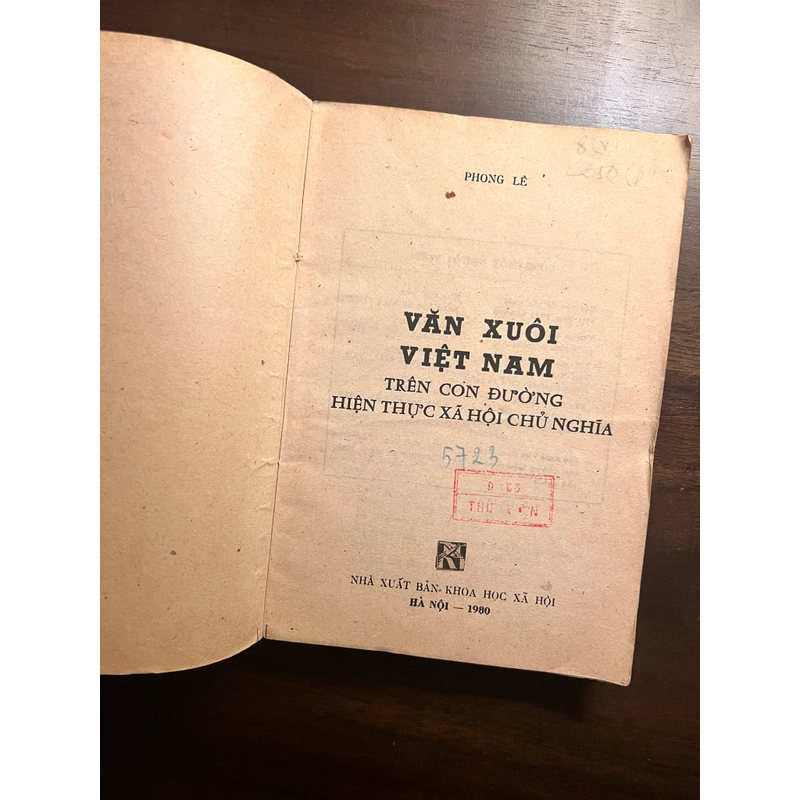 PHONG LÊ
VĂN XUÔI
VIỆT NAM
TRÊN CON ĐƯỜNG
HIỆN THỰC XÃ HỘI CHỦ NGHĨA
5723
NHÀ XUẤT BẢN KHOA HỌC XÃ HỘI
HÀ NỘI — 1980